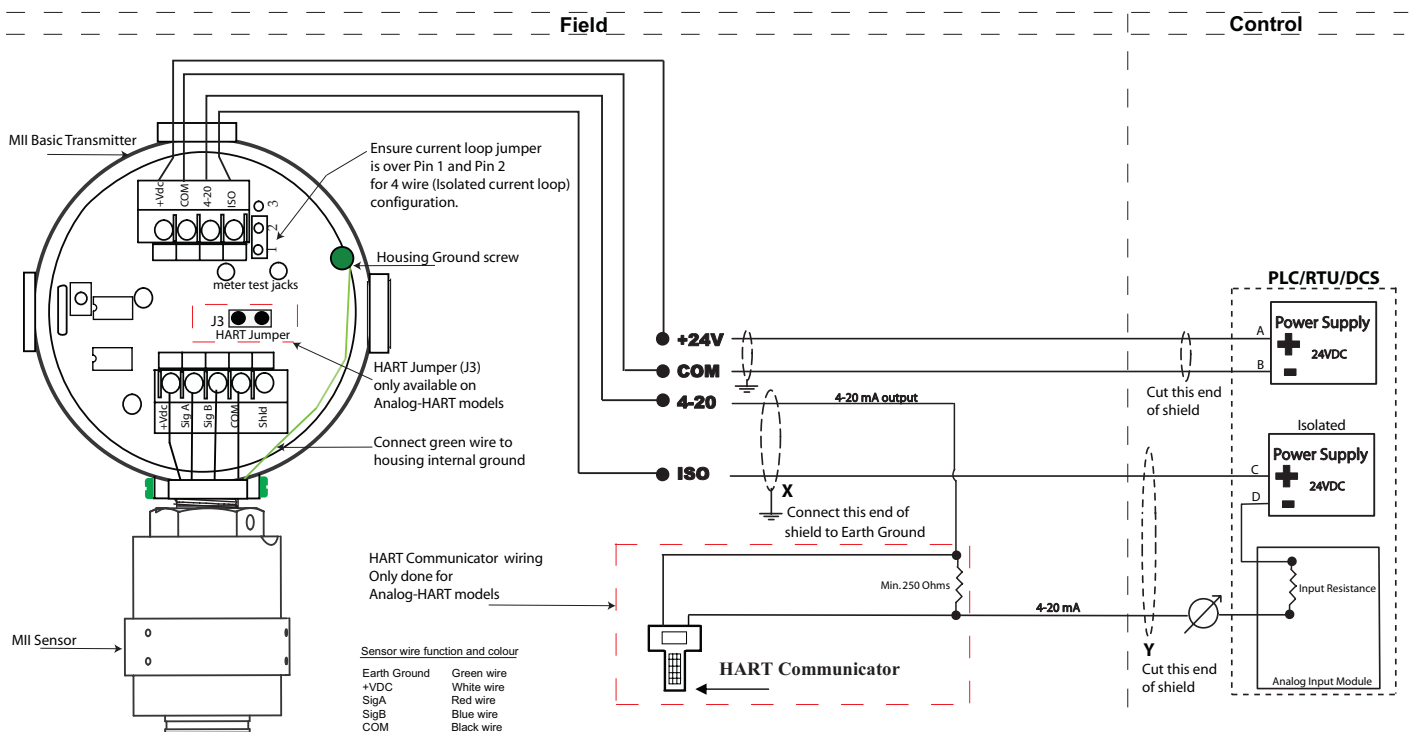 Field
Control
MII Basic Transmitter
Ensure current loop jumper
is over Pin 1 and Pin 2
for 4 wire (Isolated current loop)
configuration.
+Vdc
COM
4-20
ISO
3
2
1
Housing Ground screw
meter test jacks
J3
HART Jumper
HART Jumper (J3)
only available on
Analog-HART models
+Vdc
Sig A
Sig B
COM
Shld
Connect green wire to
housing internal ground
MII Sensor
HART Communicator wiring
Only done for
Analog-HART models
Sensor wire function and colour
Earth Ground Green wire
+VDC White wire
SigA Red wire
SigB Blue wire
COM Black wire
+24V
COM
4-20
4-20 mA output
ISO
X
Connect this end of
shield to Earth Ground
Min. 250 Ohms
4-20 mA
HART Communicator
Cut this end
of shield
Y
Cut this end
of shield
PLC/RTU/DCS
A
Power Supply
+
24VDC
B
-
Isolated
Power Supply
C
+
24VDC
D
-
Input Resistance
Analog Input Module